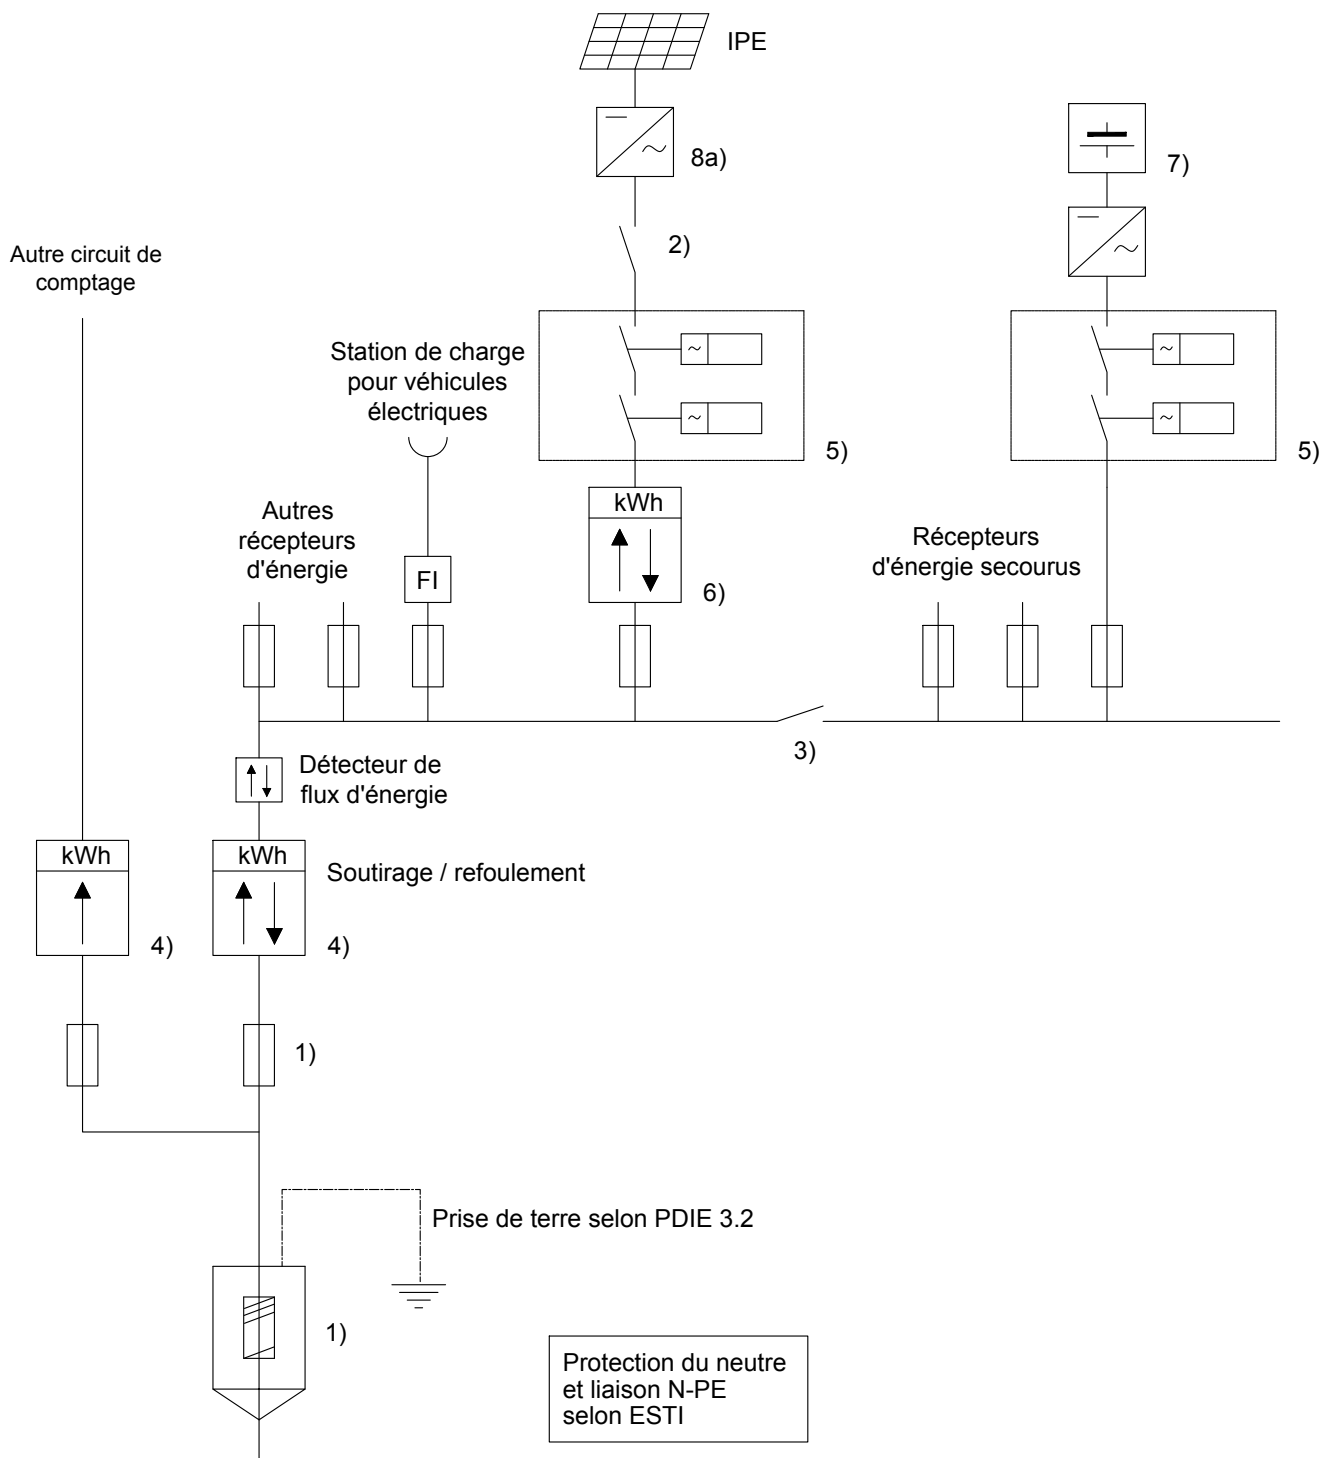 IPE
8a)
7)
2)
Autre circuit de
comptage
~
~
Station de charge
pour véhicules
électriques
~
~
5)
5)
kWh
Autres
récepteurs
d'énergie
Récepteurs
d'énergie secourus
FI
6)
3)
Détecteur de
flux d'énergie
kWh
kWh
Soutirage / refoulement
4)
4)
1)
Prise de terre selon PDIE 3.2
1)
Protection du neutre
et liaison N-PE
selon ESTI